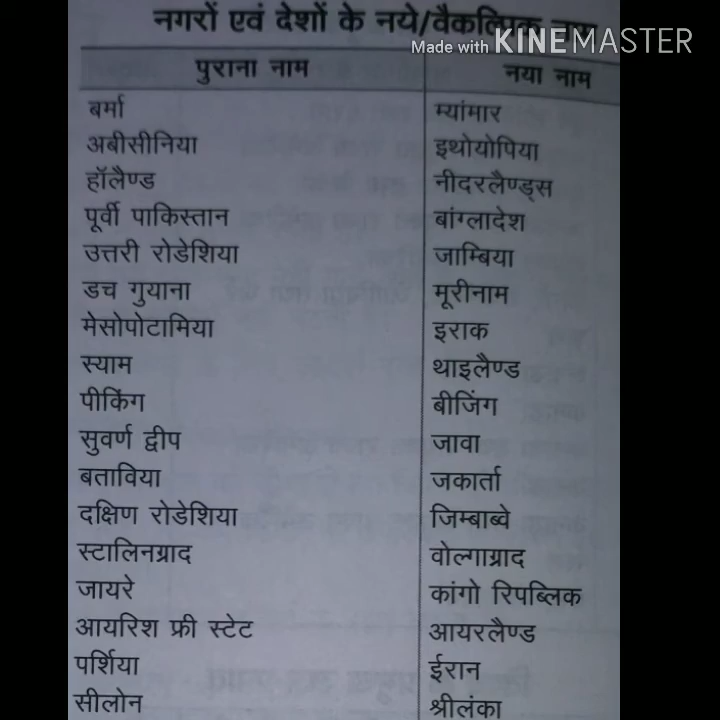 नगरों एवं देशों के नये/वैकल्पिक नाम
Made with KINEMASTER
पुराना नाम नया नाम
बर्मा म्यांमार
अबीसीनिया इथोयोपिया
हॉलैण्ड नीदरलैण्ड्स
पूर्वी पाकिस्तान बांग्लादेश
उत्तरी रोडेशिया जाम्बिया
डच गुयाना मूरीनाम
मेसोपोटामिया इराक
स्याम थाइलैण्ड
पीकिंग बीजिंग
सुवर्ण द्वीप जावा
बताविया जकार्ता
दक्षिण रोडेशिया जिम्बाब्वे
स्टालिनग्राद वोल्गाग्राद
जायरे कांगो रिपब्लिक
आयरिश फ्री स्टेट आयरलैण्ड
पर्शिया ईरान
सीलोन श्रीलंका